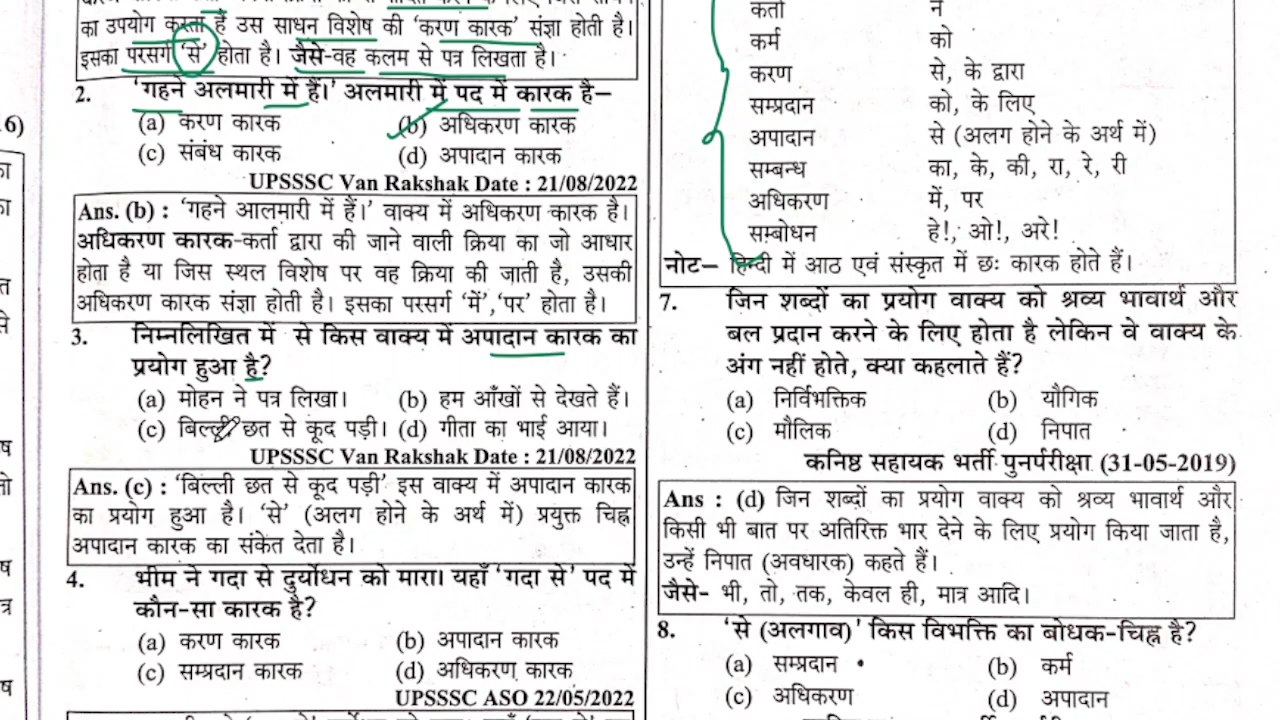 का उपयोग करता है उस साधन विशेष की 'करण कारक' संज्ञा होती है।
इसका परसर्ग 'से' होता है। जैसे-वह कलम से पत्र लिखता है।
2. 'गहने अलमारी में हैं।' अलमारी में पद में कारक है–
(a) करण कारक (b) अधिकरण कारक
(c) संबंध कारक (d) अपादान कारक
UPSSSC Van Rakshak Date : 21/08/2022
Ans. (b) : 'गहने आलमारी में हैं।' वाक्य में अधिकरण कारक है।
अधिकरण कारक-कर्ता द्वारा की जाने वाली क्रिया का जो आधार
होता है या जिस स्थल विशेष पर वह क्रिया की जाती है, उसकी
अधिकरण कारक संज्ञा होती है। इसका परसर्ग 'में','पर' होता है।
3. निम्नलिखित में से किस वाक्य में अपादान कारक का
प्रयोग हुआ है?
(a) मोहन ने पत्र लिखा। (b) हम आँखों से देखते हैं।
(c) बिल्ली छत से कूद पड़ी। (d) गीता का भाई आया।
UPSSSC Van Rakshak Date : 21/08/2022
Ans. (c) : 'बिल्ली छत से कूद पड़ी' इस वाक्य में अपादान कारक
का प्रयोग हुआ है। 'से' (अलग होने के अर्थ में) प्रयुक्त चिह्न
अपादान कारक का संकेत देता है।
4. भीम ने गदा से दुर्योधन को मारा। यहाँ 'गदा से' पद में
कौन-सा कारक है?
(a) करण कारक (b) अपादान कारक
(c) सम्प्रदान कारक (d) अधिकरण कारक
UPSSSC ASO 22/05/2022
कर्ता ने
कर्म को
करण से, के द्वारा
सम्प्रदान को, के लिए
अपादान से (अलग होने के अर्थ में)
सम्बन्ध का, के, की, रा, रे, री
अधिकरण में, पर
सम्बोधन हे!, ओ!, अरे!
नोट– हिन्दी में आठ एवं संस्कृत में छः कारक होते हैं।
7. जिन शब्दों का प्रयोग वाक्य को श्रव्य भावार्थ और
बल प्रदान करने के लिए होता है लेकिन वे वाक्य के
अंग नहीं होते, क्या कहलाते हैं?
(a) निर्विभक्तिक (b) यौगिक
(c) मौलिक (d) निपात
कनिष्ठ सहायक भर्ती पुनर्परीक्षा (31-05-2019)
Ans : (d) जिन शब्दों का प्रयोग वाक्य को श्रव्य भावार्थ और
किसी भी बात पर अतिरिक्त भार देने के लिए प्रयोग किया जाता है,
उन्हें निपात (अवधारक) कहते हैं।
जैसे- भी, तो, तक, केवल ही, मात्र आदि।
8. 'से (अलगाव)' किस विभक्ति का बोधक-चिह्न है?
(a) सम्प्रदान (b) कर्म
(c) अधिकरण (d) अपादान